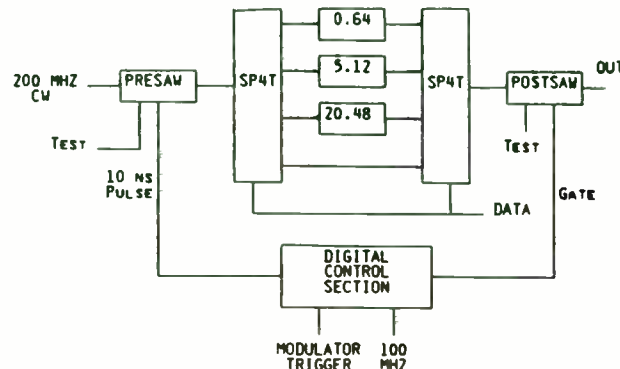 0.64
5.12
20.48
SP4T
SP4T
200 MHZ
CW
PRESAW
POSTSAW
OUT
TEST
TEST
10 NS
PULSE
GATE
DATA
DIGITAL
CONTROL
SECTION
MODULATOR
TRIGGER
100
MHZ